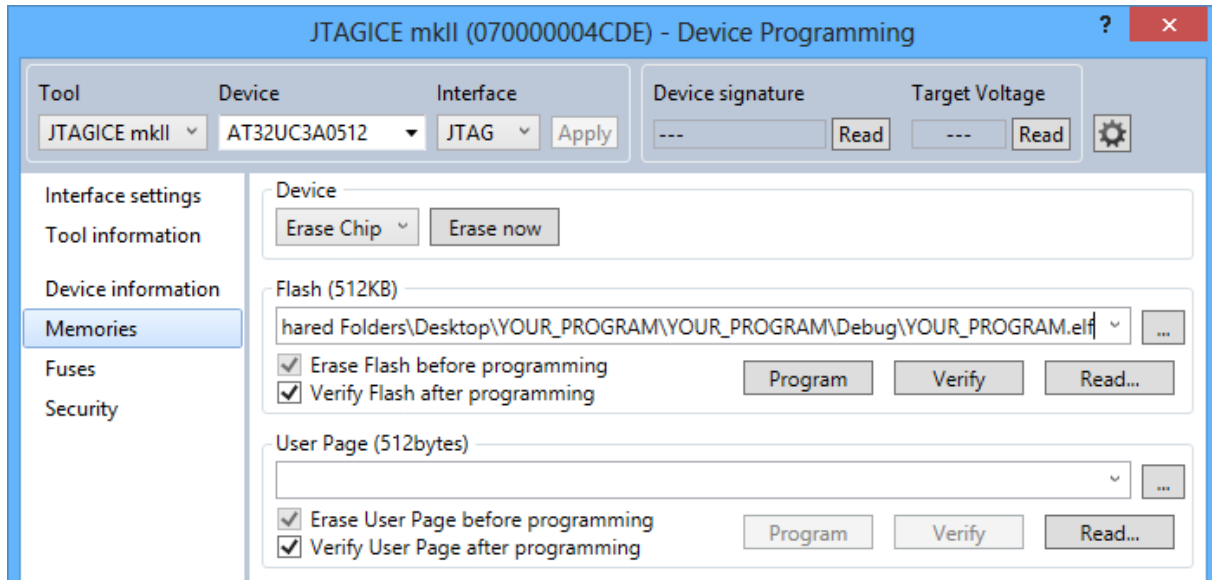 JTAGICE mkII (070000004CDE) - Device Programming
?
Tool Device Interface Device signature Target Voltage
JTAGICE mkII AT32UC3A0512 JTAG Apply --- Read --- Read
Interface settings
Tool information
Device information
Memories
Fuses
Security
Device
Erase Chip Erase now
Flash (512KB)
hared Folders\Desktop\YOUR_PROGRAM\YOUR_PROGRAM\Debug\YOUR_PROGRAM.elf ...
Erase Flash before programming
Verify Flash after programming
Program Verify Read...
User Page (512bytes)
...
Erase User Page before programming
Verify User Page after programming
Program Verify Read...